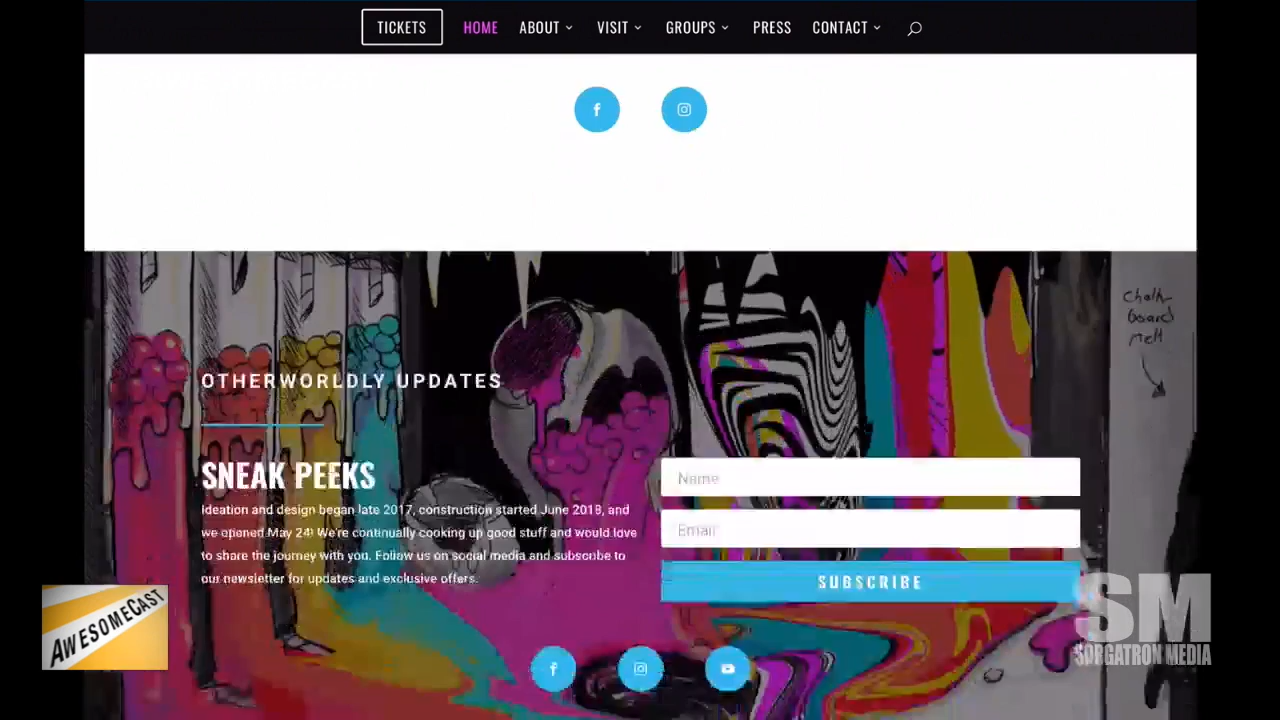 TICKETS HOME ABOUT VISIT GROUPS PRESS CONTACT
Chalk
Board
Melt
OTHERWORLDLY UPDATES
SNEAK PEEKS
Ideation and design began late 2017, construction started June 2018, and
we opened May 24! We're continually cooking up good stuff and would love
to share the journey with you. Follow us on social media and subscribe to
our newsletter for updates and exclusive offers.
Name
Email
SUBSCRIBE
AWESOMECAST
SM
SORGATRON MEDIA